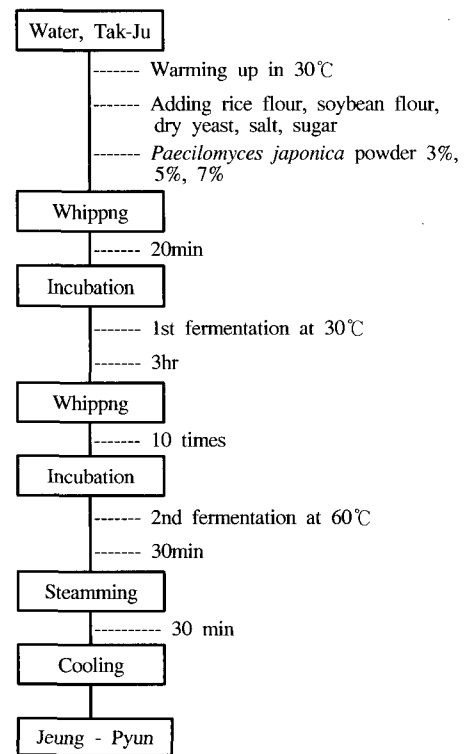 Water, Tak-Ju
Warming up in 30℃
Adding rice flour, soybean flour,
dry yeast, salt, sugar
Paecilomyces japonica powder 3%,
5%, 7%
Whippng
20min
Incubation
1st fermentation at 30℃
3hr
Whippng
10 times
Incubation
2nd fermentation at 60℃
30min
Steamming
30 min
Cooling
Jeung - Pyun